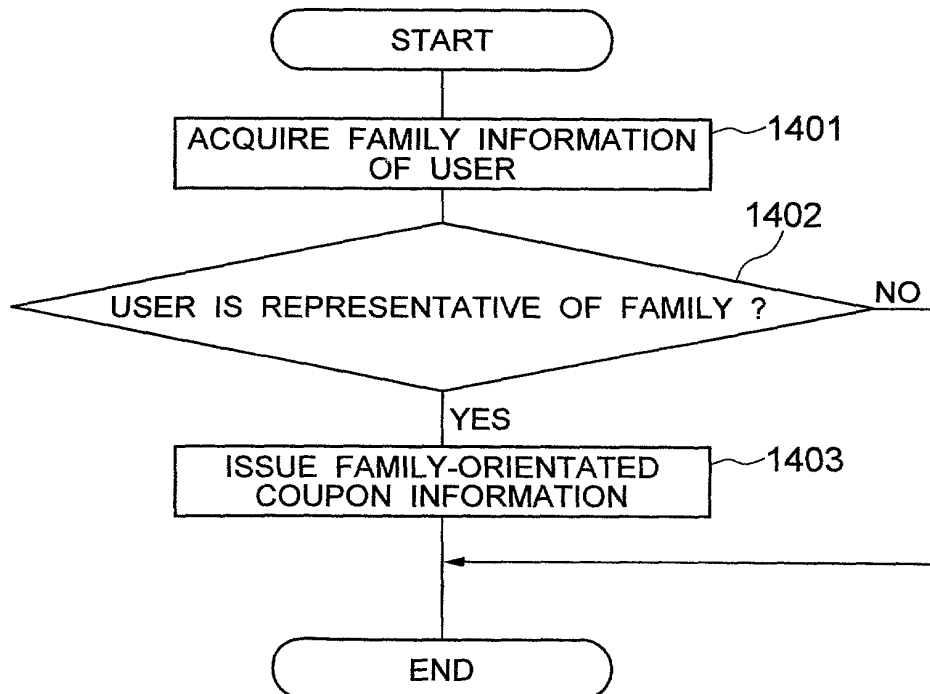 START
ACQUIRE FAMILY INFORMATION
OF USER
1401
1402
USER IS REPRESENTATIVE OF FAMILY ?
NO
YES
ISSUE FAMILY-ORIENTATED
COUPON INFORMATION
1403
END